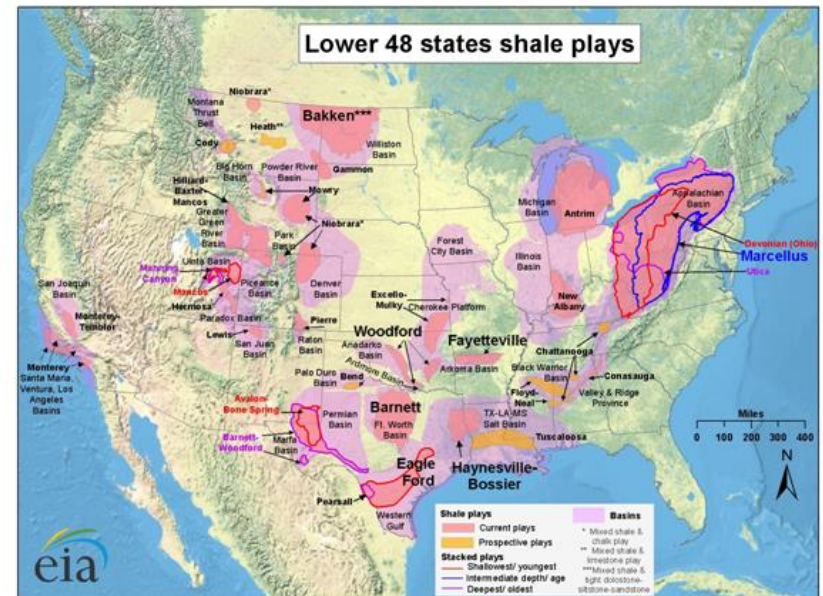 Lower 48 states shale plays
Niobrara*
Montana
Thrust
Belt
Bakken***
Heath**
Cody
Williston
Basin
Big Horn
Basin
Powder River
Basin
Gammon
Hilliard-
Baxter-
Mancos
Mowry
Greater
Green
River
Basin
Niobrara*
Park
Basin
Michigan
Basin
Antrim
Appalachian
Basin
Devonian (Ohio)
Marcellus
Utica
Forest
City Basin
Illinois
Basin
Uinta Basin
Manning
Canyon
Mancos
Piceance
Basin
Denver
Basin
San Joaquin
Basin
Hermosa
Paradox Basin
Excello-
Mulky
Cherokee Platform
New
Albany
Monterey-
Temblor
Lewis
San Juan
Basin
Pierre
Raton
Basin
Woodford
Anadarko
Basin
Fayetteville
Chattanooga
Monterey
Santa Maria,
Ventura, Los
Angeles
Basins
Palo Duro
Basin
Bend
Ardmore Basin
Arkoma Basin
Black Warrior
Basin
Conasauga
Floyd-
Neal
Valley & Ridge
Province
Avalon-
Bone Spring
Permian
Basin
Barnett
Ft. Worth
Basin
TX-LA-MS
Salt Basin
Tuscaloosa
Barnett-
Woodford
Marfa
Basin
Eagle
Ford
Haynesville-
Bossier
Pearsall
Western
Gulf
Miles
0 100 200 300 400
N
eia
Shale plays
Current plays
Prospective plays
Stacked plays
Shallowest/ youngest
Intermediate depth/ age
Deepest/ oldest
Basins
* Mixed shale &
chalk play
** Mixed shale &
limestone play
***Mixed shale &
tight dolostone-
siltstone-sandstone